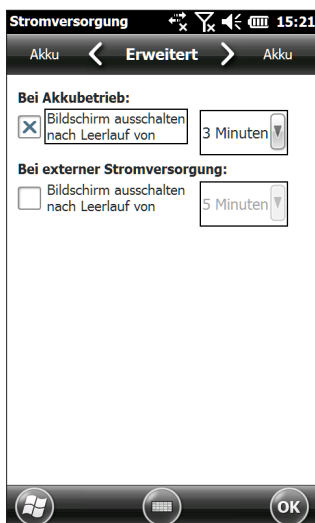 Stromversorgung 15:21
Akku Erweitert Akku
Bei Akkubetrieb:
Bildschirm ausschalten
nach Leerlauf von
3 Minuten
Bei externer Stromversorgung:
Bildschirm ausschalten
nach Leerlauf von
5 Minuten
OK